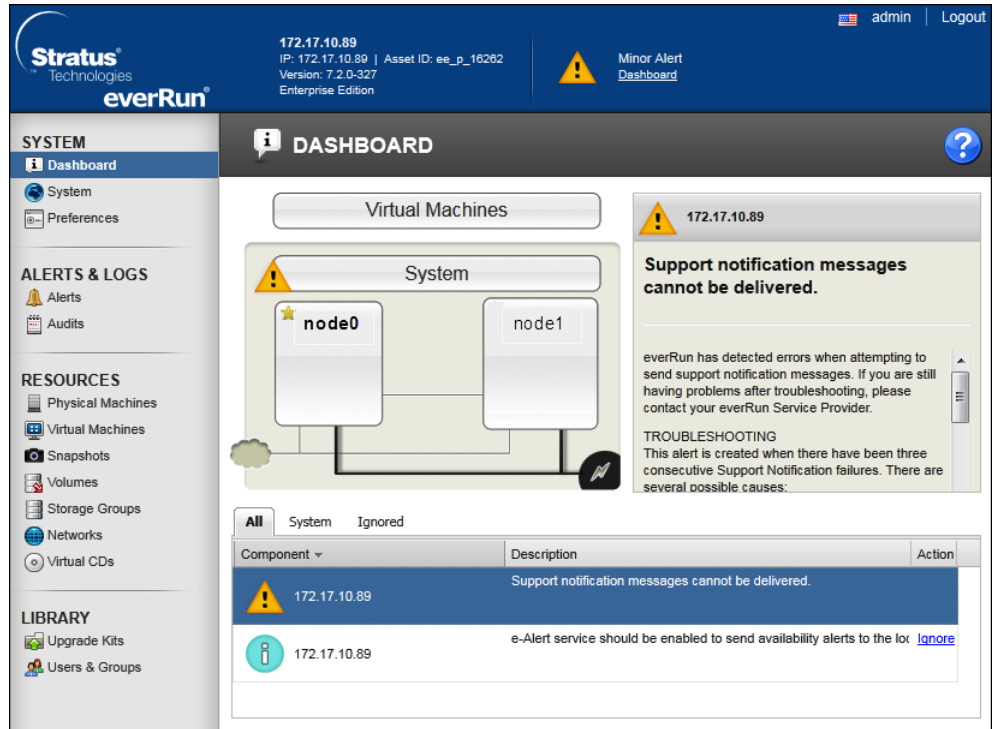 admin | Logout
Stratus®
™ Technologies
everRun®
172.17.10.89
IP: 172.17.10.89 | Asset ID: ee_p_16262
Version: 7.2.0-327
Enterprise Edition
Minor Alert
Dashboard
SYSTEM
Dashboard
System
Preferences
ALERTS & LOGS
Alerts
Audits
RESOURCES
Physical Machines
Virtual Machines
Snapshots
Volumes
Storage Groups
Networks
Virtual CDs
LIBRARY
Upgrade Kits
Users & Groups
DASHBOARD
?
Virtual Machines
System
node0
node1
172.17.10.89
Support notification messages
cannot be delivered.
everRun has detected errors when attempting to
send support notification messages. If you are still
having problems after troubleshooting, please
contact your everRun Service Provider.
TROUBLESHOOTING
This alert is created when there have been three
consecutive Support Notification failures. There are
several possible causes:
All System Ignored
Component Description Action
172.17.10.89 Support notification messages cannot be delivered.
172.17.10.89 e-Alert service should be enabled to send availability alerts to the loc Ignore